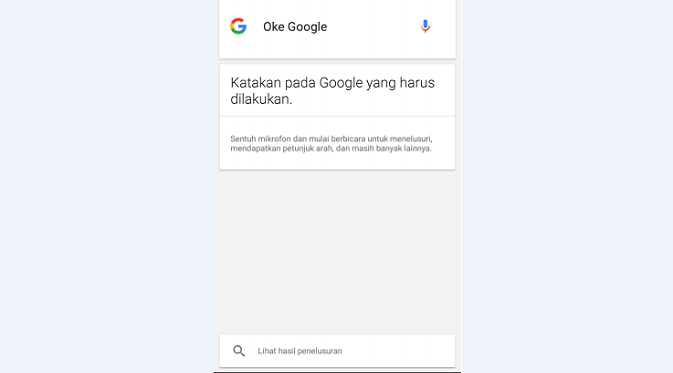 Oke Google
Katakan pada Google yang harus
dilakukan.
Sentuh mikrofon dan mulai berbicara untuk menelusuri,
mendapatkan petunjuk arah, dan masih banyak lainnya.
Lihat hasil penelusuran